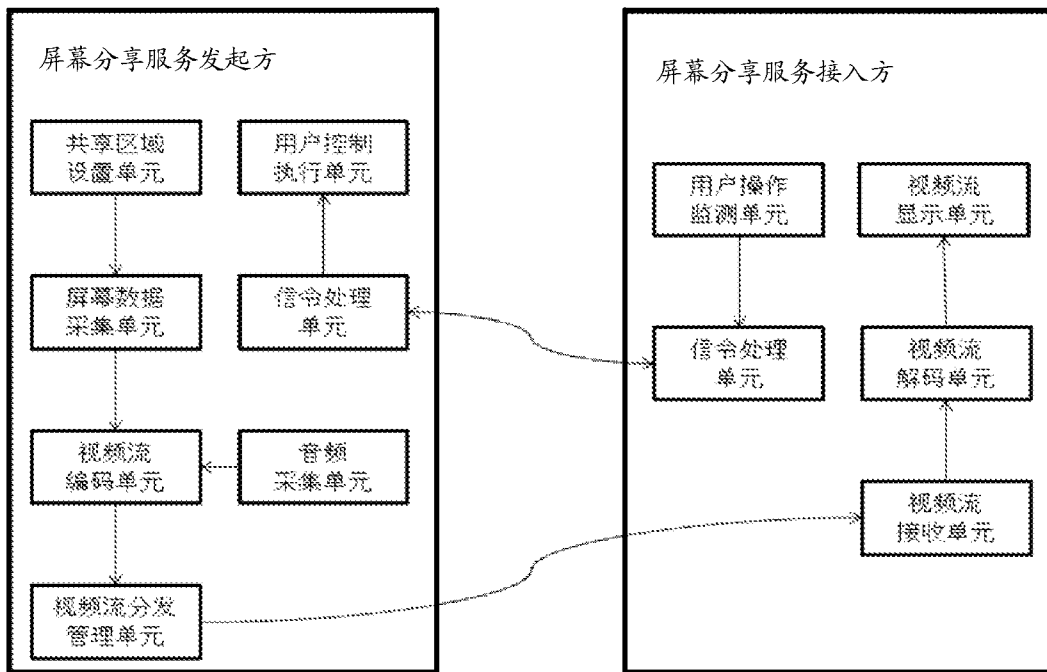 屏幕分享服务发起方
共享区域
设置单元
用户控制
执行单元
屏幕数据
采集单元
信令处理
单元
视频流
编码单元
音频
采集单元
视频流分发
管理单元
屏幕分享服务接入方
用户操作
监测单元
视频流
显示单元
信令处理
单元
视频流
解码单元
视频流
接收单元